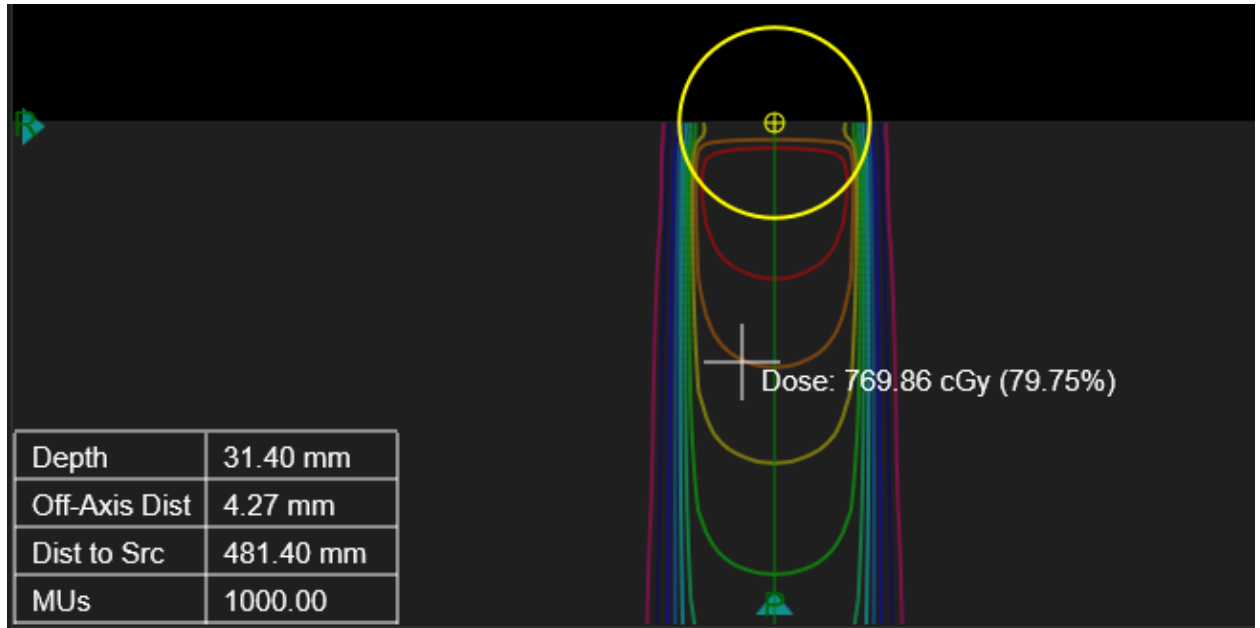 R
Dose: 769.86 cGy (79.75%)
Depth 31.40 mm
Off-Axis Dist 4.27 mm
Dist to Src 481.40 mm
MUs 1000.00
P